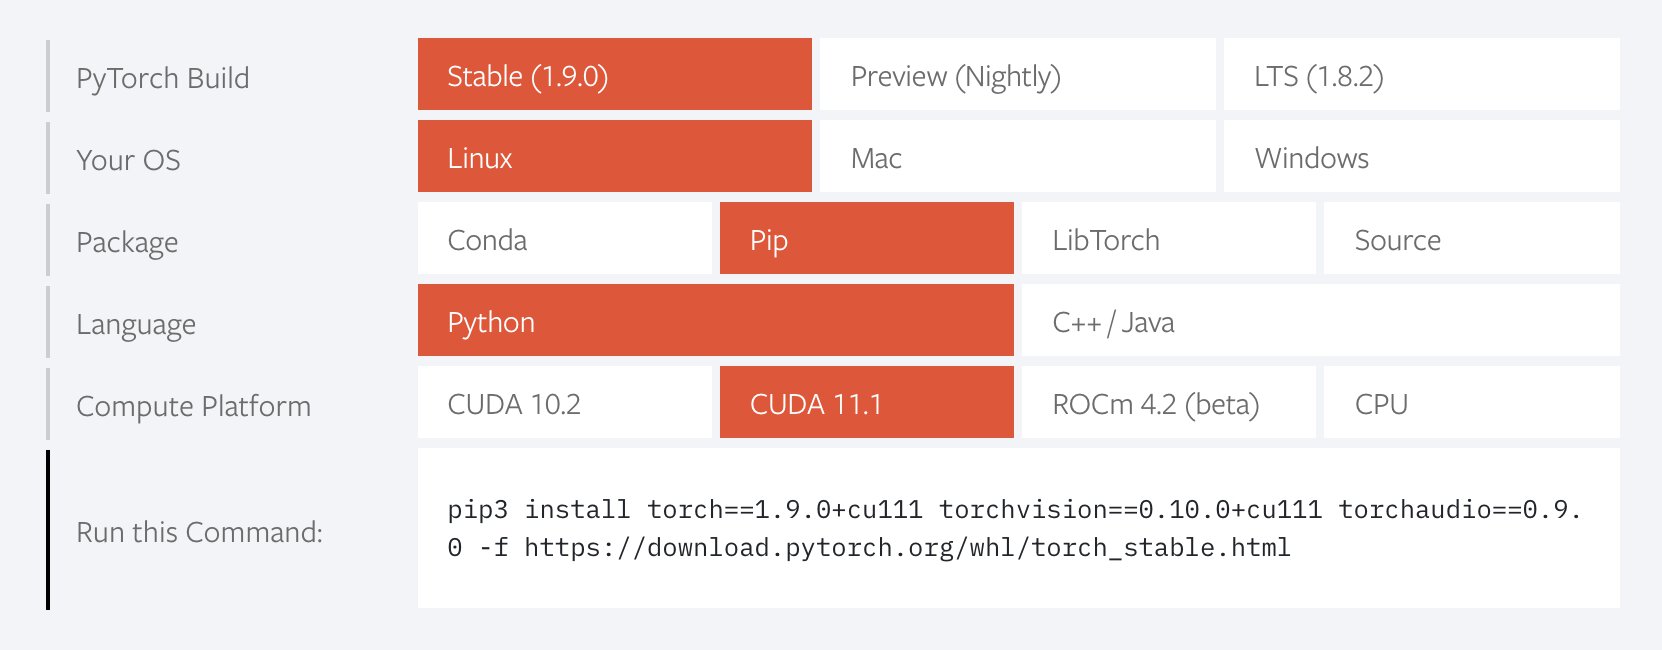 PyTorch Build
Stable (1.9.0)
Preview (Nightly)
LTS (1.8.2)
Your OS
Linux
Mac
Windows
Package
Conda
Pip
LibTorch
Source
Language
Python
C++ / Java
Compute Platform
CUDA 10.2
CUDA 11.1
ROCm 4.2 (beta)
CPU
Run this Command:
pip3 install torch==1.9.0+cu111 torchvision==0.10.0+cu111 torchaudio==0.9.
0 -f https://download.pytorch.org/whl/torch_stable.html